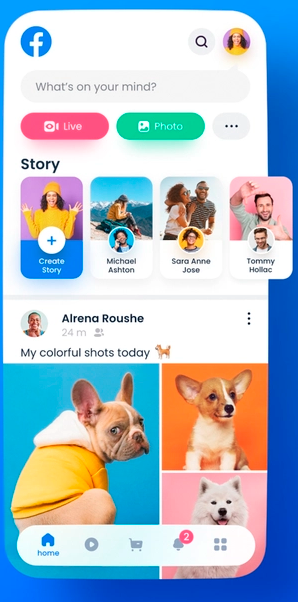 What's on your mind?
Live
Photo
Story
Create
Story
Michael
Ashton
Sara Anne
Jose
Tommy
Hollac
Alrena Roushe
24 m
My colorful shots today
2
home